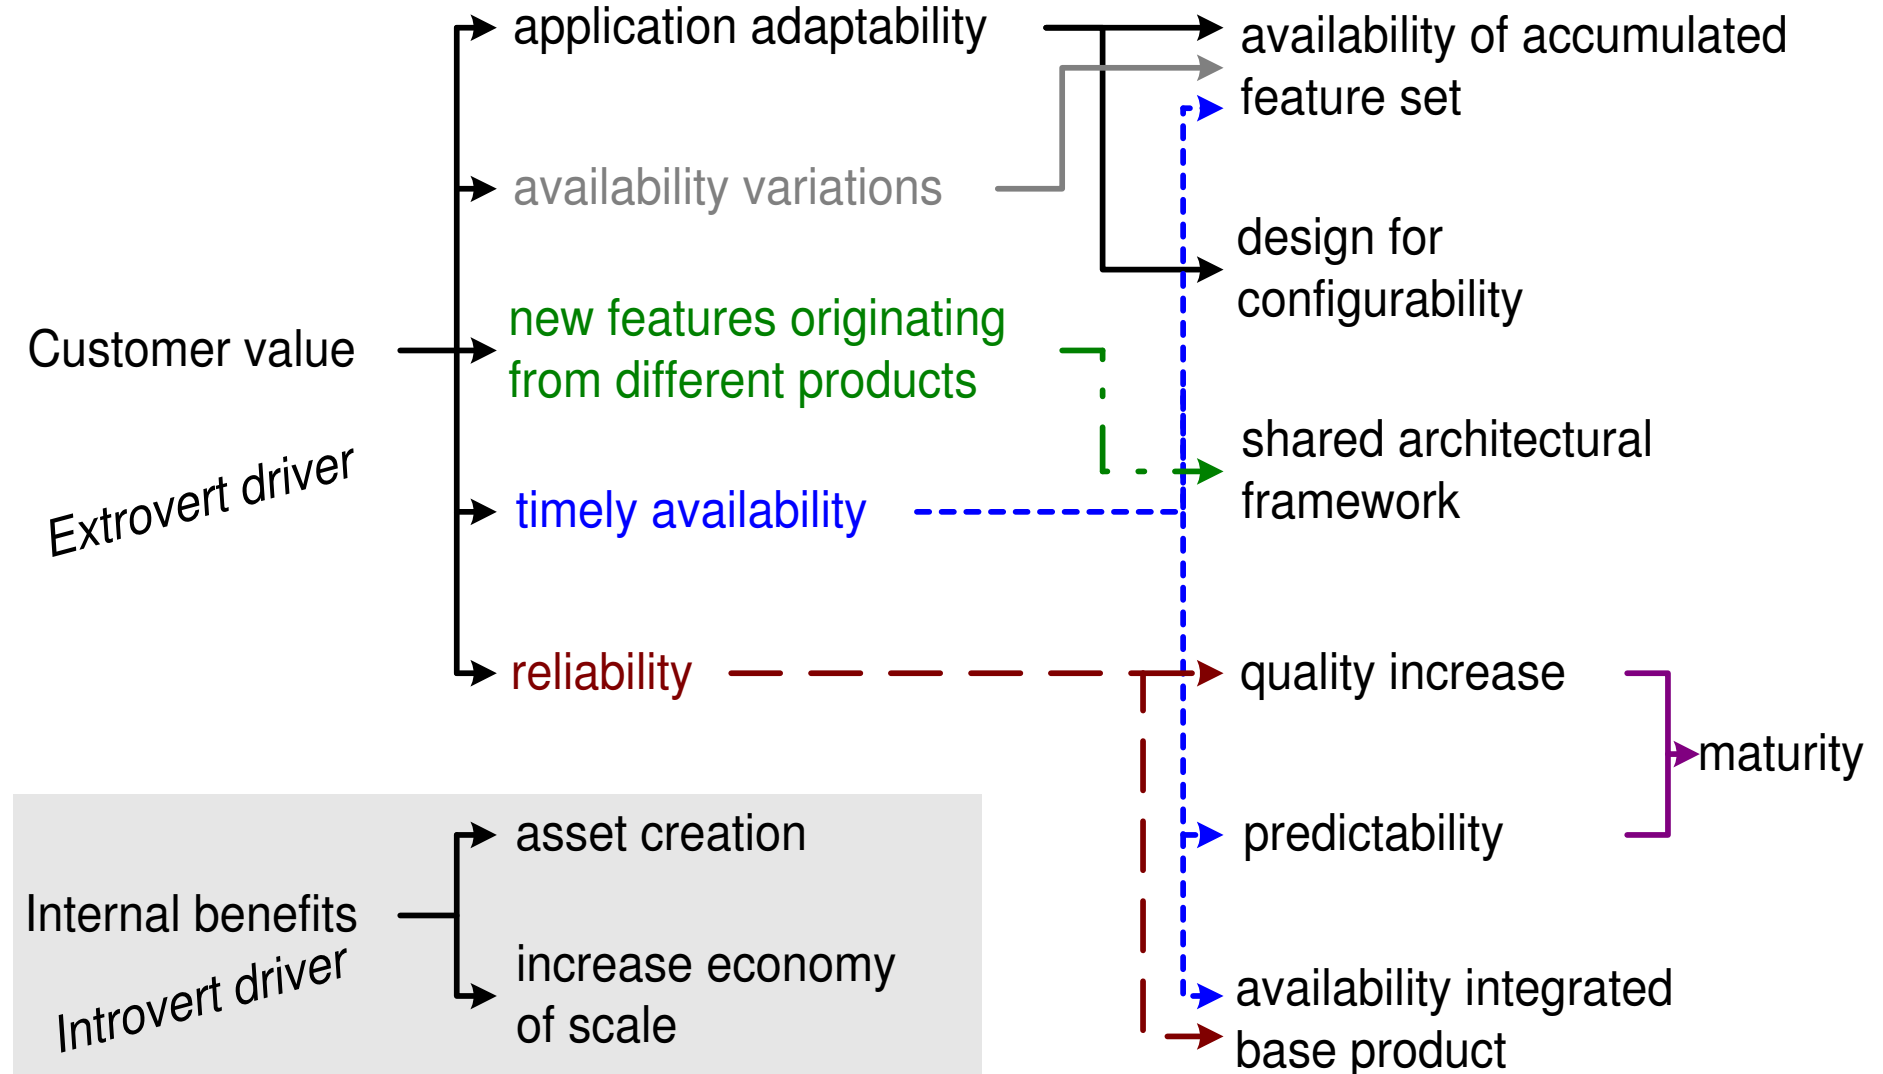 application adaptability
availability variations
new features originating
from different products
timely availability
reliability
Customer value
Extrovert driver
availability of accumulated
feature set
design for
configurability
shared architectural
framework
quality increase
predictability
availability integrated
base product
maturity
Internal benefits
Introvert driver
asset creation
increase economy
of scale